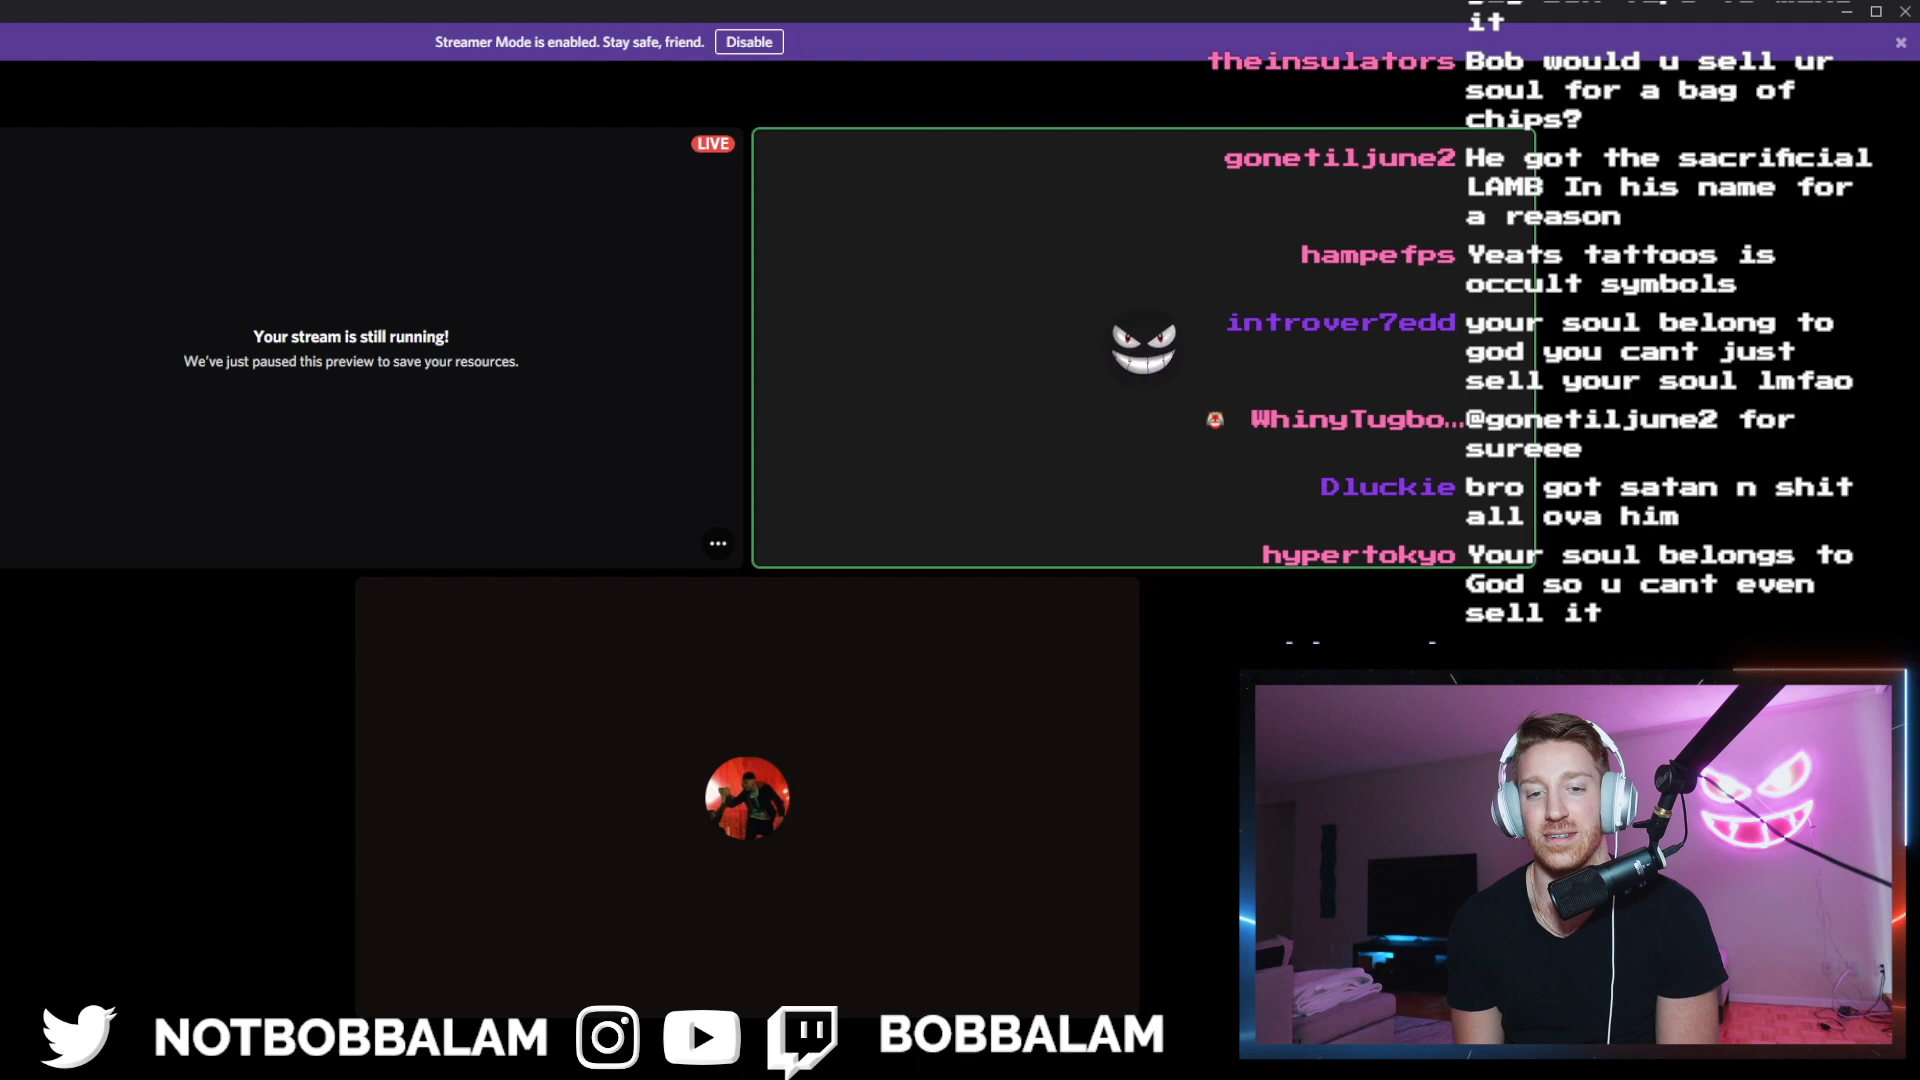 it
Streamer Mode is enabled. Stay safe, friend. Disable
theinsulators Bob would u sell ur
soul for a bag of
chips?
LIVE
gonetiljune2 He got the sacrificial
LAMB In his name for
a reason
hampefps Yeats tattoos is
occult symbols
introver7edd your soul belong to
god you cant just
sell your soul lmfao
Your stream is still running!
We've just paused this preview to save your resources.
WhinyTugbo... @gonetiljune2 for
sureee
Dluckie bro got satan n shit
all ova him
hypertokyo Your soul belongs to
God so u cant even
sell it
NOTBOBBALAM
BOBBALAM